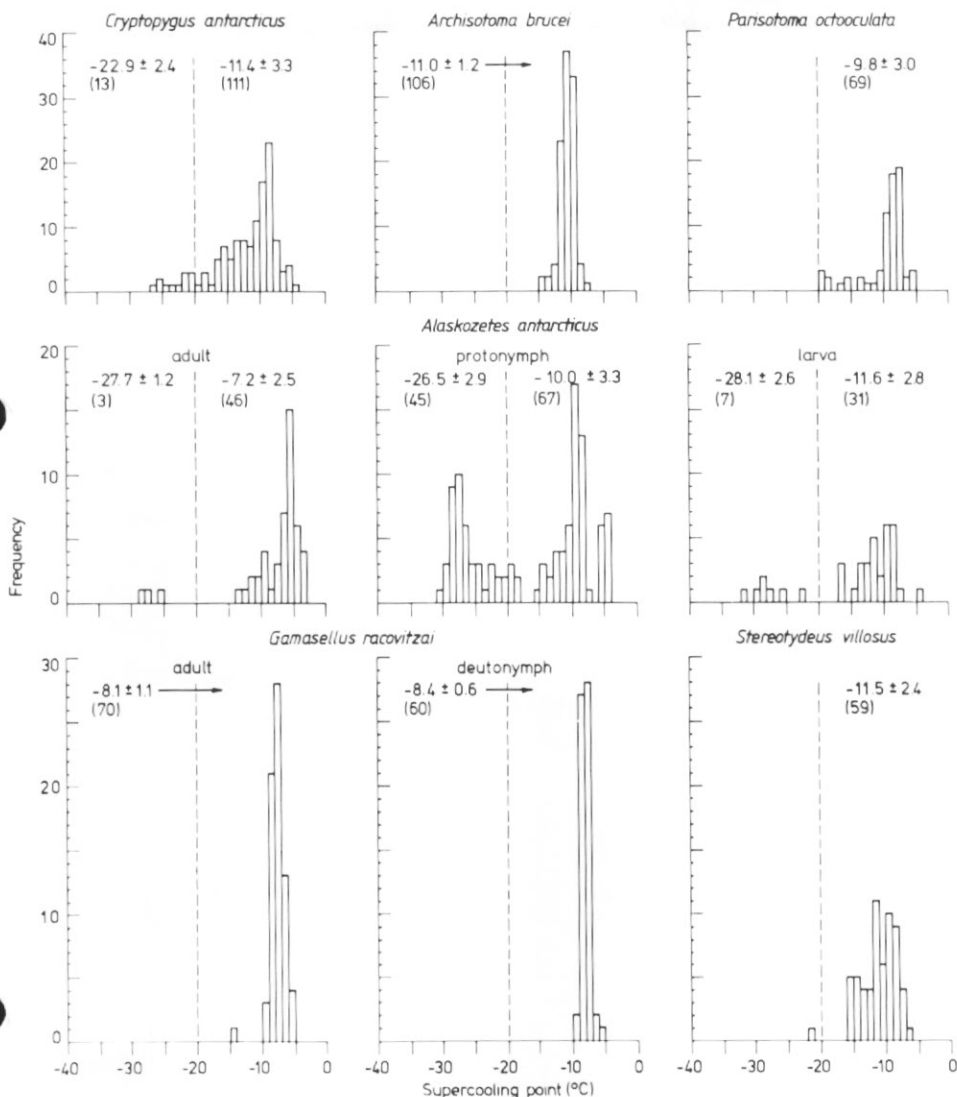 Cryptopygus antarcticus
Archisotoma brucei
Parisotoma octooculata
40
30
20
10
0
-22.9 ± 2.4
(13)
-11.4 ± 3.3
(111)
-11.0 ± 1.2
(106)
-9.8 ± 3.0
(69)
Alaskozetes antarcticus
20
10
0
adult
-27.7 ± 1.2
(3)
-7.2 ± 2.5
(46)
protonymph
-26.5 ± 2.9
(45)
-10.0 ± 3.3
(67)
larva
-28.1 ± 2.6
(7)
-11.6 ± 2.8
(31)
Frequency
Gamasellus racovitzai
Stereotydeus villosus
30
20
10
0
adult
-8.1 ± 1.1
(70)
deutonymph
-8.4 ± 0.6
(60)
-11.5 ± 2.4
(59)
-40 -30 -20 -10 0
-40 -30 -20 -10 0
-40 -30 -20 -10 0
Supercooling point (°C)